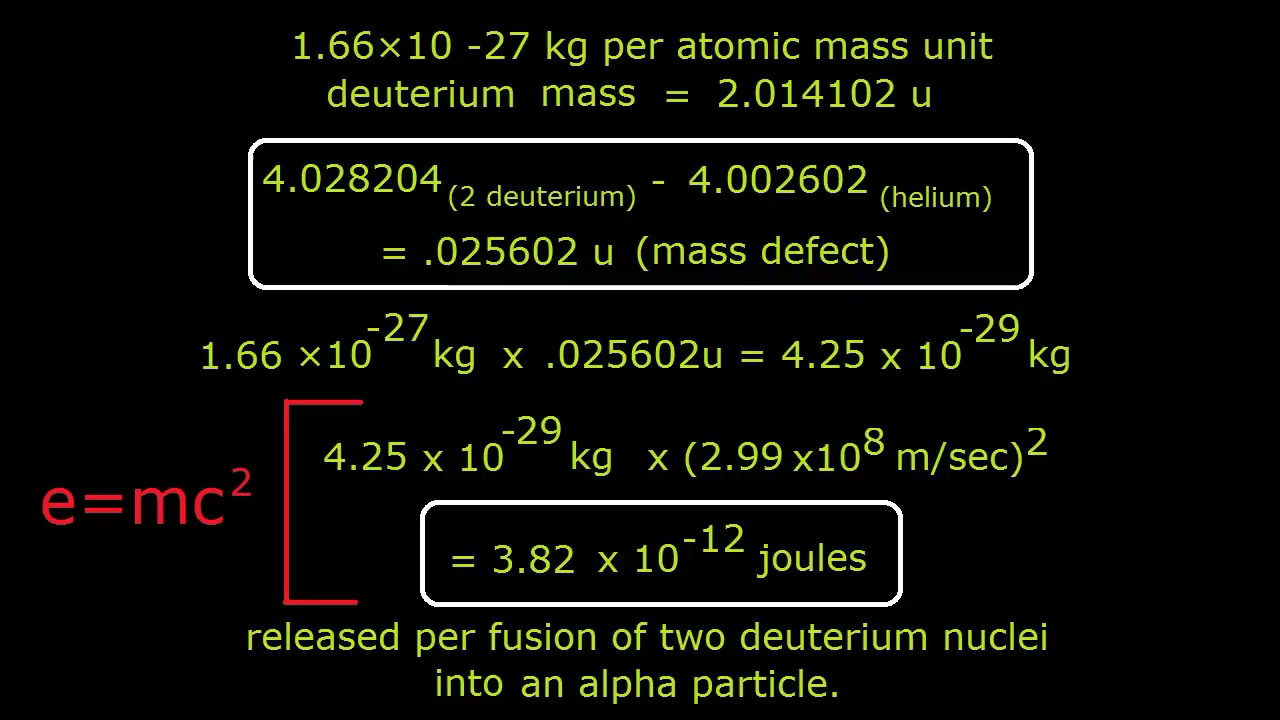 1.66×10 -27 kg per atomic mass unit
deuterium mass = 2.014102 u
4.028204 (2 deuterium) - 4.002602 (helium)
= .025602 u (mass defect)
1.66 ×10⁻²⁷ kg x .025602u = 4.25 x 10⁻²⁹ kg
4.25 x 10⁻²⁹ kg x (2.99 x10⁸ m/sec)²
e=mc²
= 3.82 x 10⁻¹² joules
released per fusion of two deuterium nuclei
into an alpha particle.